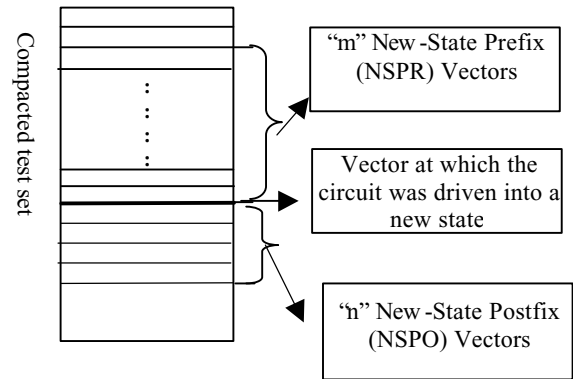 Compacted test set
“m” New -State Prefix
(NSPR) Vectors
Vector at which the
circuit was driven into a
new state
“n” New -State Postfix
(NSPO) Vectors